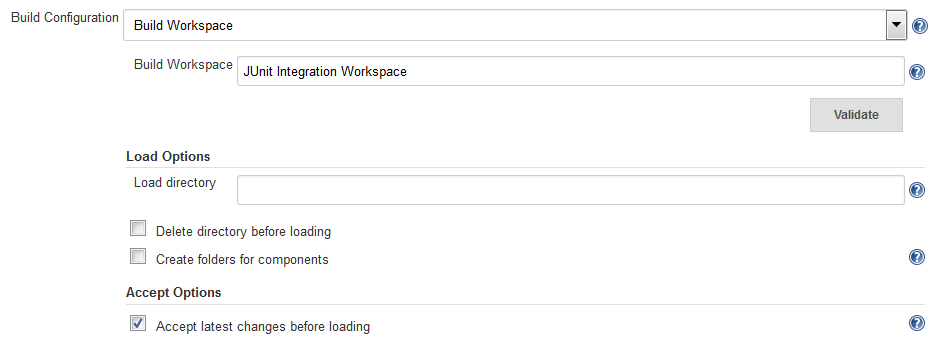 Build Configuration Build Workspace
Build Workspace JUnit Integration Workspace
Validate
Load Options
Load directory
Delete directory before loading
Create folders for components
Accept Options
Accept latest changes before loading